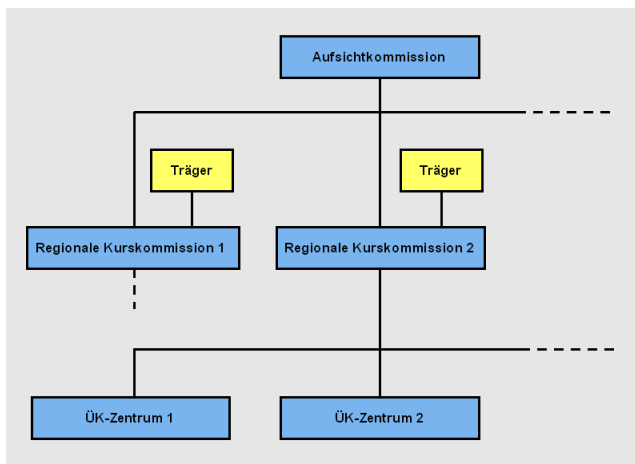 Aufsichtkommission
Träger
Träger
Regionale Kurskommission 1
Regionale Kurskommission 2
ÜK-Zentrum 1
ÜK-Zentrum 2